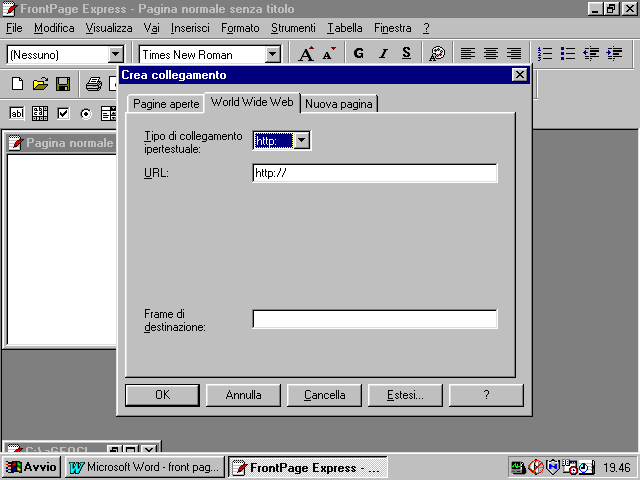 FrontPage Express - Pagina normale senza titolo
File Modifica Visualizza Vai Inserisci Formato Strumenti Tabella Finestra ?
(Nessuno) Times New Roman A A G I S
Crea collegamento
Pagine aperte World Wide Web Nuova pagina
Pagina normale
Tipo di collegamento
ipertestuale:
http:
URL:
http://
Frame di
destinazione:
OK Annulla Cancella Estesi... ?
Avvio Microsoft Word - front pag... FrontPage Express - ... 19.46